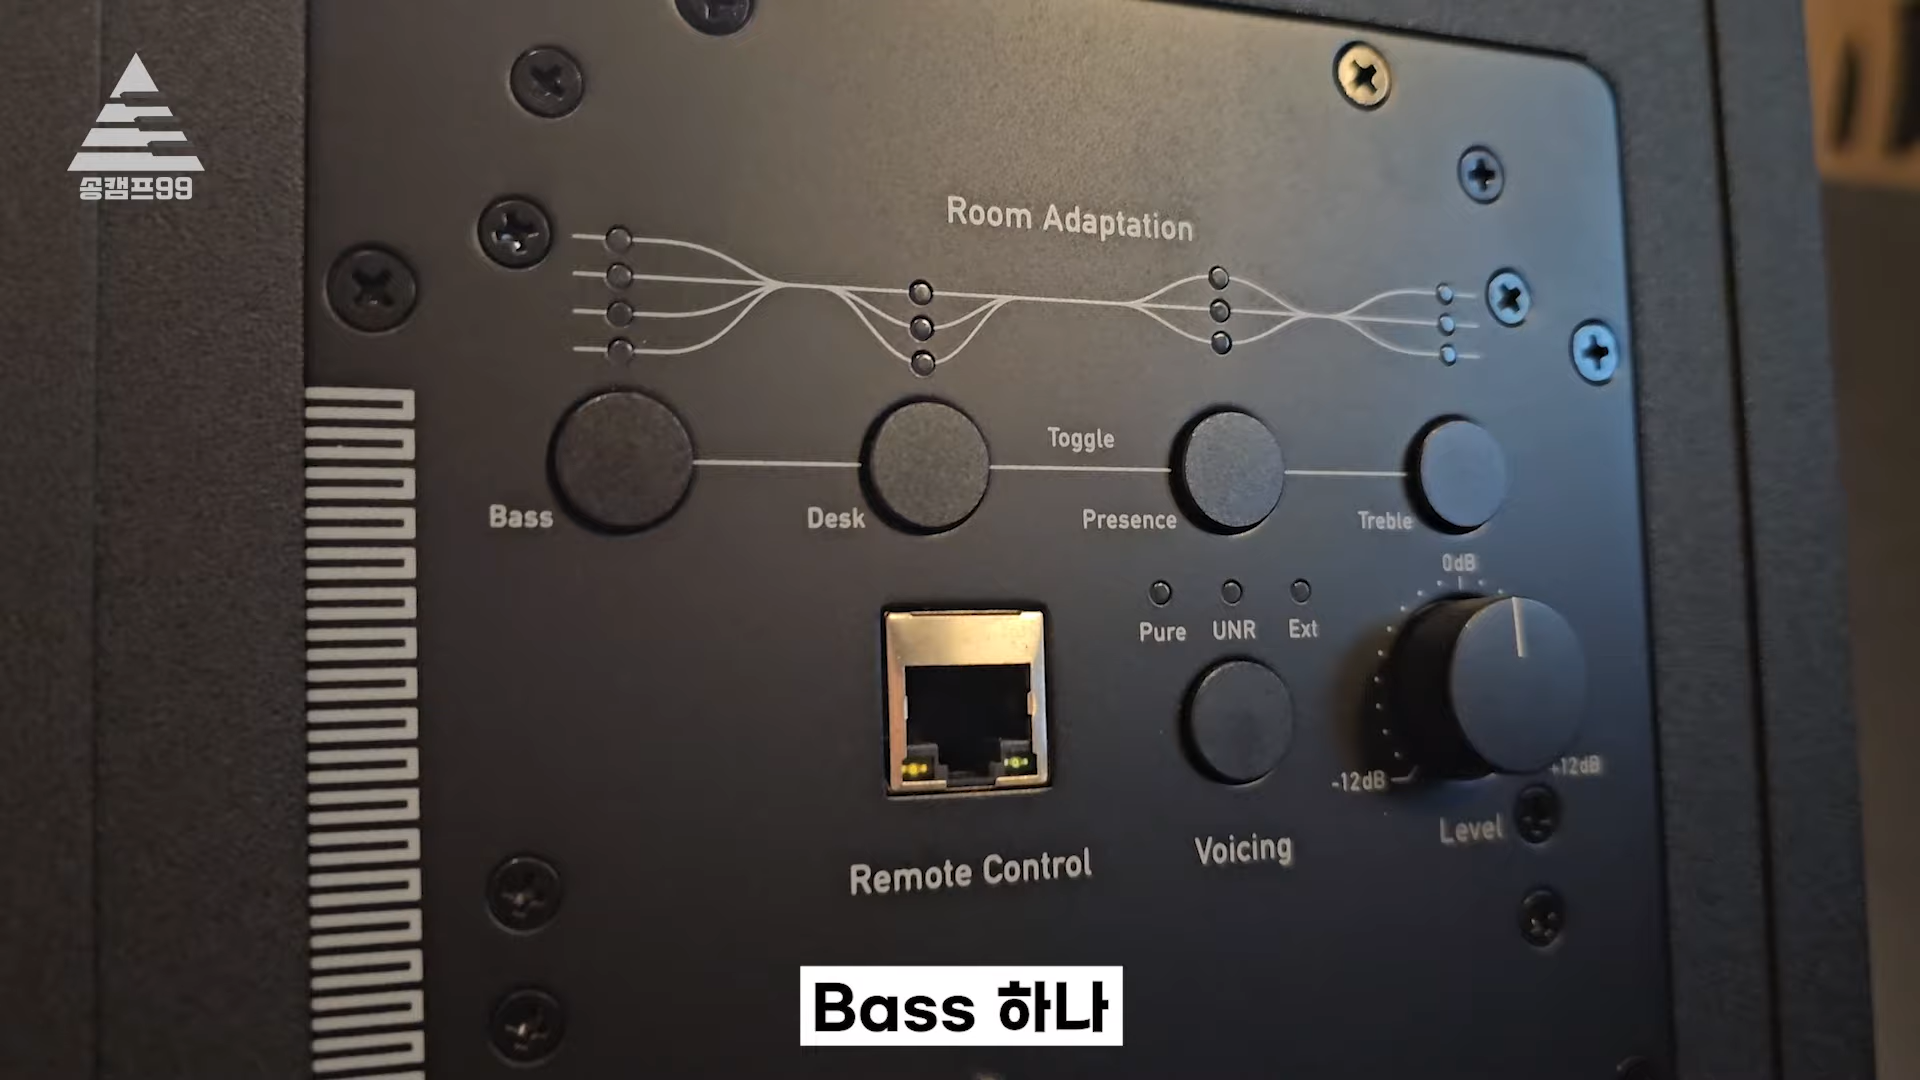 송캠프99
Room Adaptation
Toggle
Bass
Desk
Presence
Treble
0dB
Pure
UNR
Ext
-12dB
+12dB
Level
Voicing
Remote Control
Bass 하나